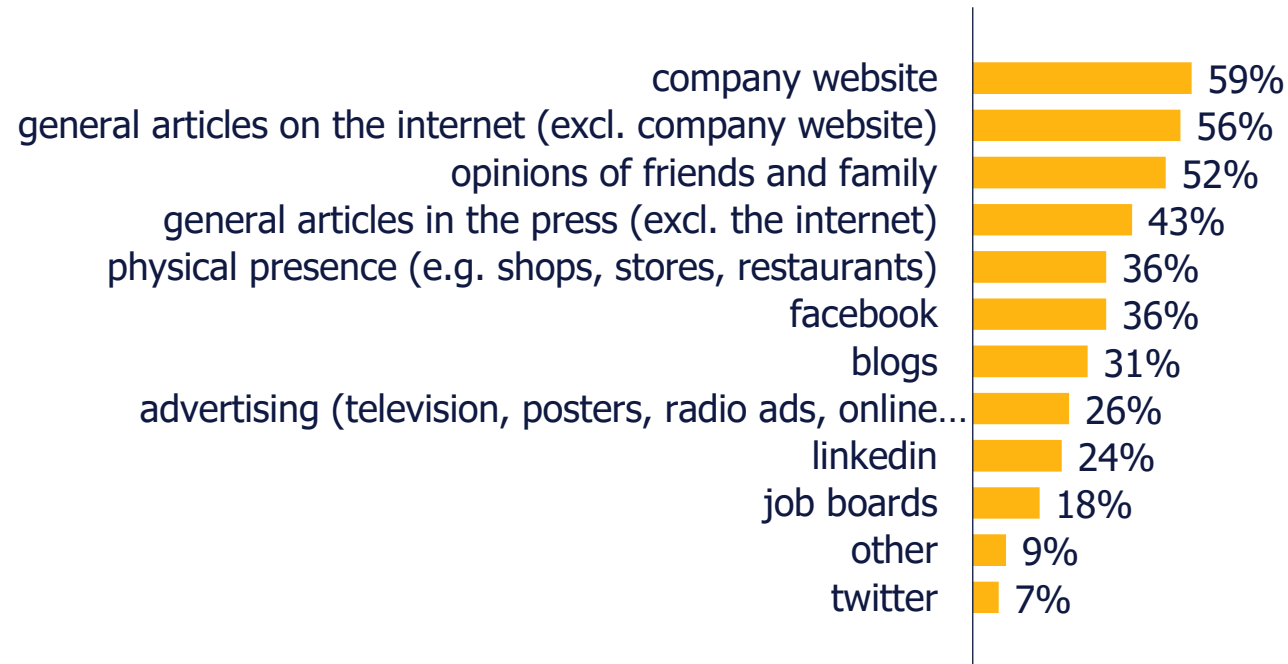 company website 59%
general articles on the internet (excl. company website) 56%
opinions of friends and family 52%
general articles in the press (excl. the internet) 43%
physical presence (e.g. shops, stores, restaurants) 36%
facebook 36%
blogs 31%
advertising (television, posters, radio ads, online… 26%
linkedin 24%
job boards 18%
other 9%
twitter 7%